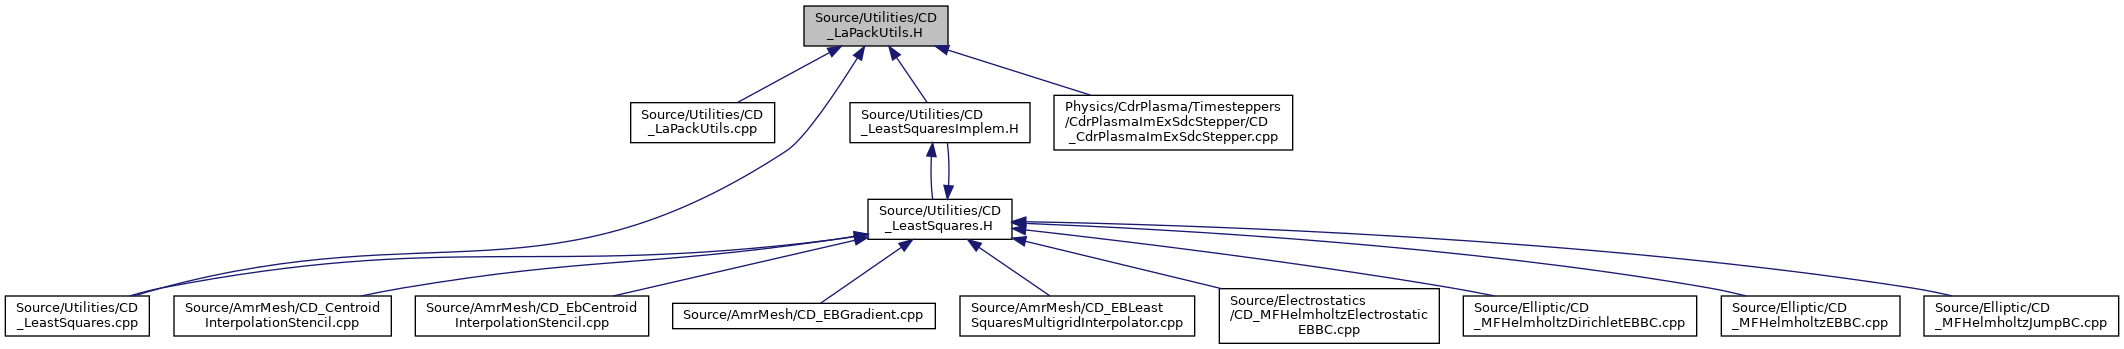 Source/Utilities/CD
_LaPackUtils.H
Source/Utilities/CD
_LaPackUtils.cpp
Source/Utilities/CD
_LeastSquaresImplem.H
Physics/CdrPlasma/Timesteppers
/CdrPlasmaImExSdcStepper/CD
_CdrPlasmaImExSdcStepper.cpp
Source/Utilities/CD
_LeastSquares.H
Source/Utilities/CD
_LeastSquares.cpp
Source/AmrMesh/CD_Centroid
InterpolationStencil.cpp
Source/AmrMesh/CD_EbCentroid
InterpolationStencil.cpp
Source/AmrMesh/CD_EBGradient.cpp
Source/AmrMesh/CD_EBLeast
SquaresMultigridInterpolator.cpp
Source/Electrostatics
/CD_MFHelmholtzElectrostatic
EBBC.cpp
Source/Elliptic/CD
_MFHelmholtzDirichletEBBC.cpp
Source/Elliptic/CD
_MFHelmholtzEBBC.cpp
Source/Elliptic/CD
_MFHelmholtzJumpBC.cpp